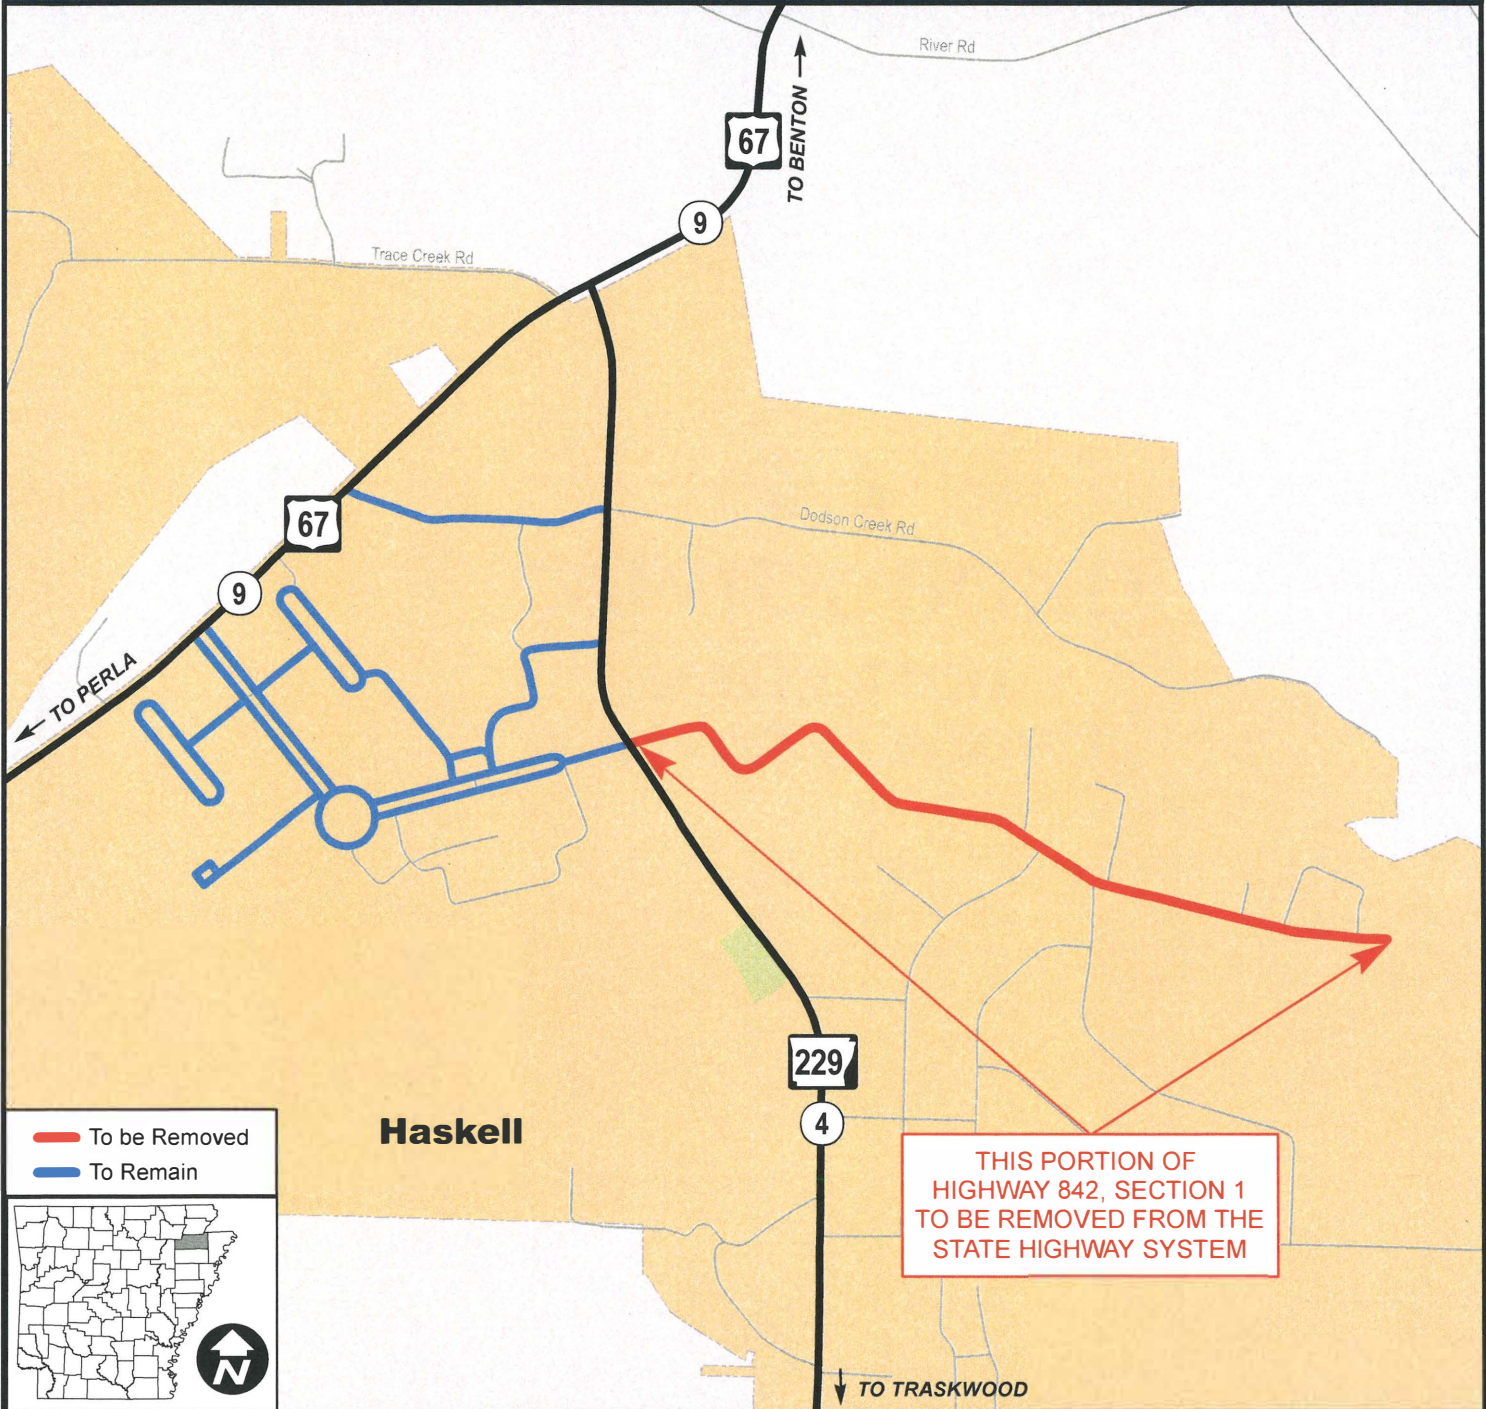 River Rd
67
TO BENTON
9
Trace Creek Rd
67
Dodson Creek Rd
9
TO PERLA
229
4
Haskell
To be Removed
To Remain
THIS PORTION OF
HIGHWAY 842, SECTION 1
TO BE REMOVED FROM THE
STATE HIGHWAY SYSTEM
N
TO TRASKWOOD